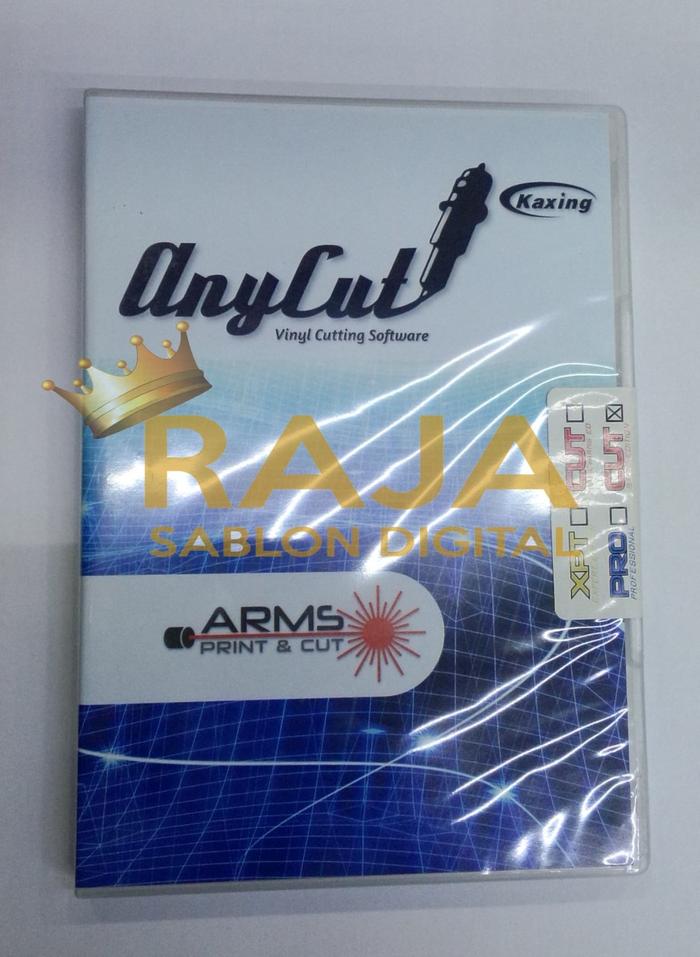 Kaxing
AnyCut
Vinyl Cutting Software
RAJA
SABLON DIGITAL
ARMS
PRINT & CUT
XPT
CUT
PRO
PROFESSIONAL
CUT